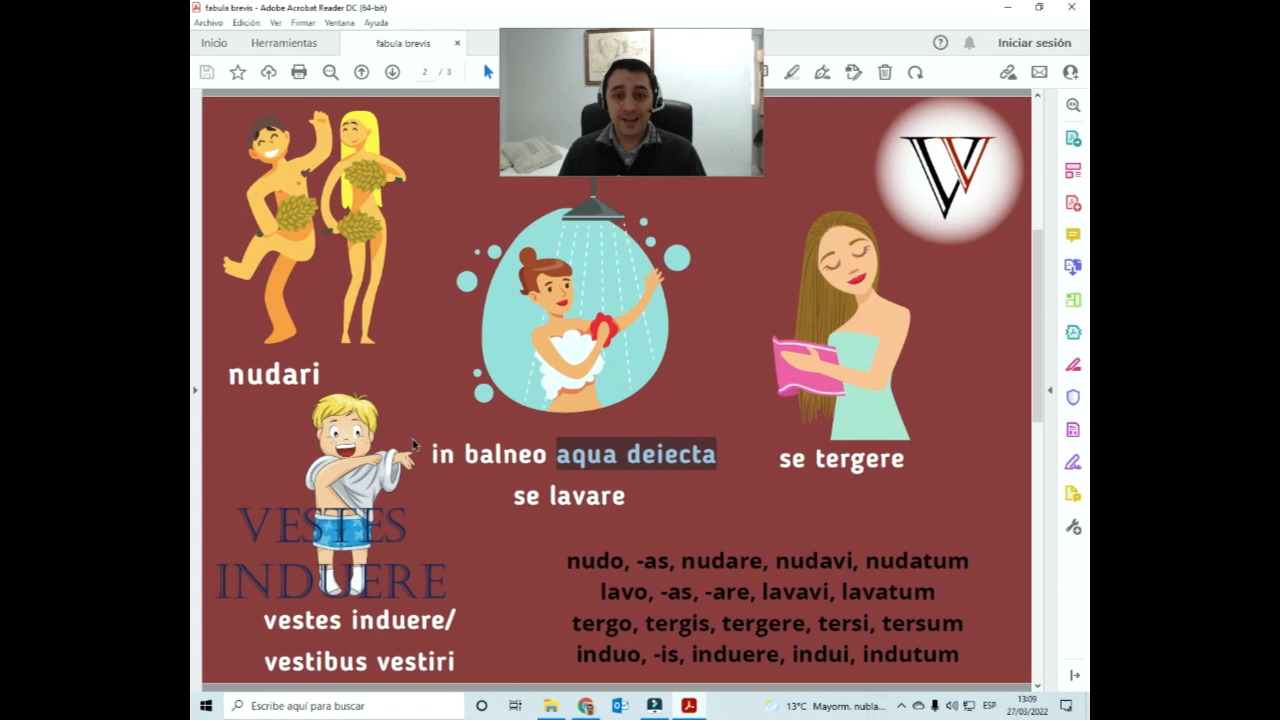 fabula brevis - Adobe Acrobat Reader DC (64-bit)
Archivo Edición Ver Firmar Ventana Ayuda
Inicio Herramientas fabula brevis × Iniciar sesión
2 / 3
nudari
in balneo aqua deiecta
se lavare
se tergere
VESTES
INDUERE
vestes induere/
vestibus vestiri
nudo, -as, nudare, nudavi, nudatum
lavo, -as, -are, lavavi, lavatum
tergo, tergis, tergere, tersi, tersum
induo, -is, induere, indui, indutum
Escribe aquí para buscar
13°C Mayorm. nubla... ESP
13:09
27/03/2022